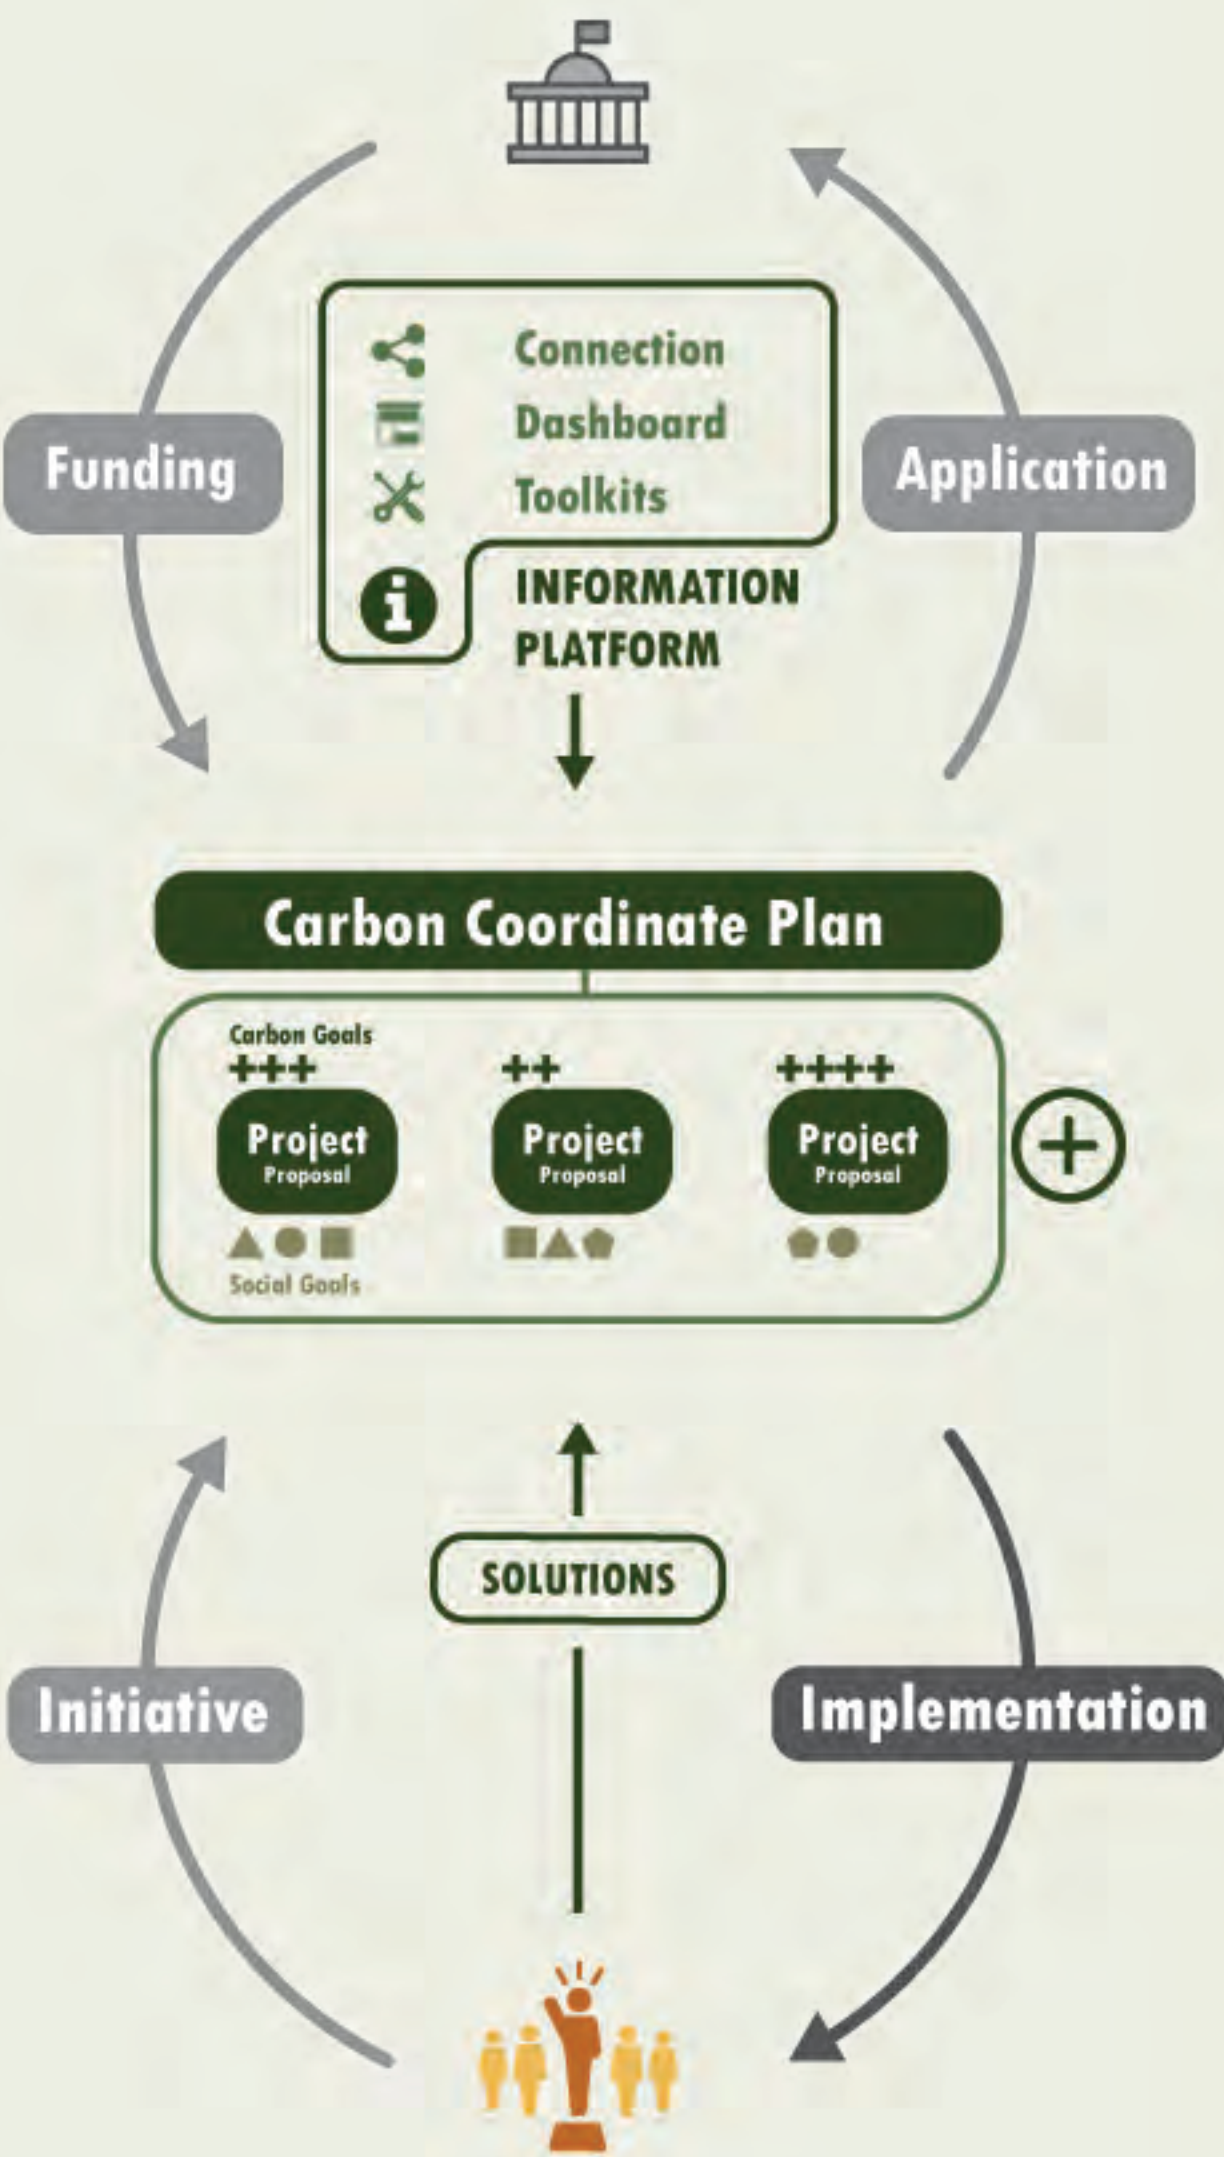 Connection
Dashboard
Toolkits
Funding
Application
INFORMATION
PLATFORM
Carbon Coordinate Plan
Carbon Goals
+++
++
++++
Project
Proposal
Project
Proposal
Project
Proposal
Social Goals
SOLUTIONS
Initiative
Implementation